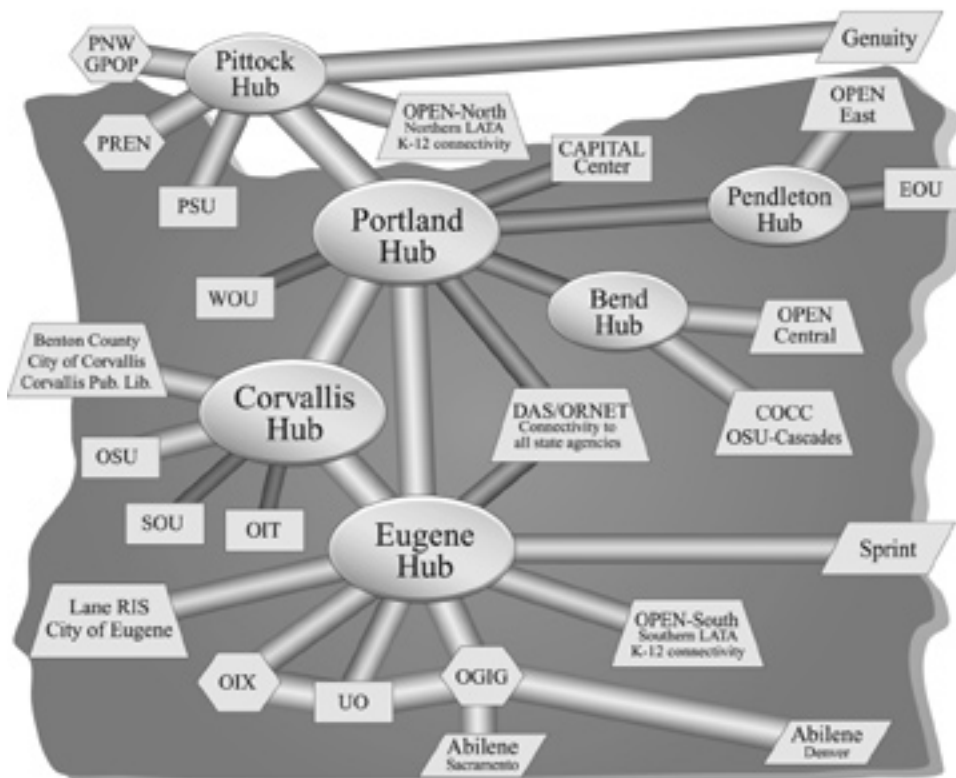 PNW
GPOP
Pittock
Hub
Genuity
OPEN-North
Northern LATA
K-12 connectivity
OPEN
East
PREN
CAPITAL
Center
PSU
Pendleton
Hub
EOU
Portland
Hub
WOU
Bend
Hub
OPEN
Central
Benton County
City of Corvallis
Corvallis Pub. Lib.
Corvallis
Hub
DAS/ORNET
Connectivity to
all state agencies
COCC
OSU-Cascades
OSU
SOU
OIT
Eugene
Hub
Sprint
Lane RIS
City of Eugene
OPEN-South
Southern LATA
K-12 connectivity
OIX
UO
OGIG
Abilene
Sacramento
Abilene
Denver